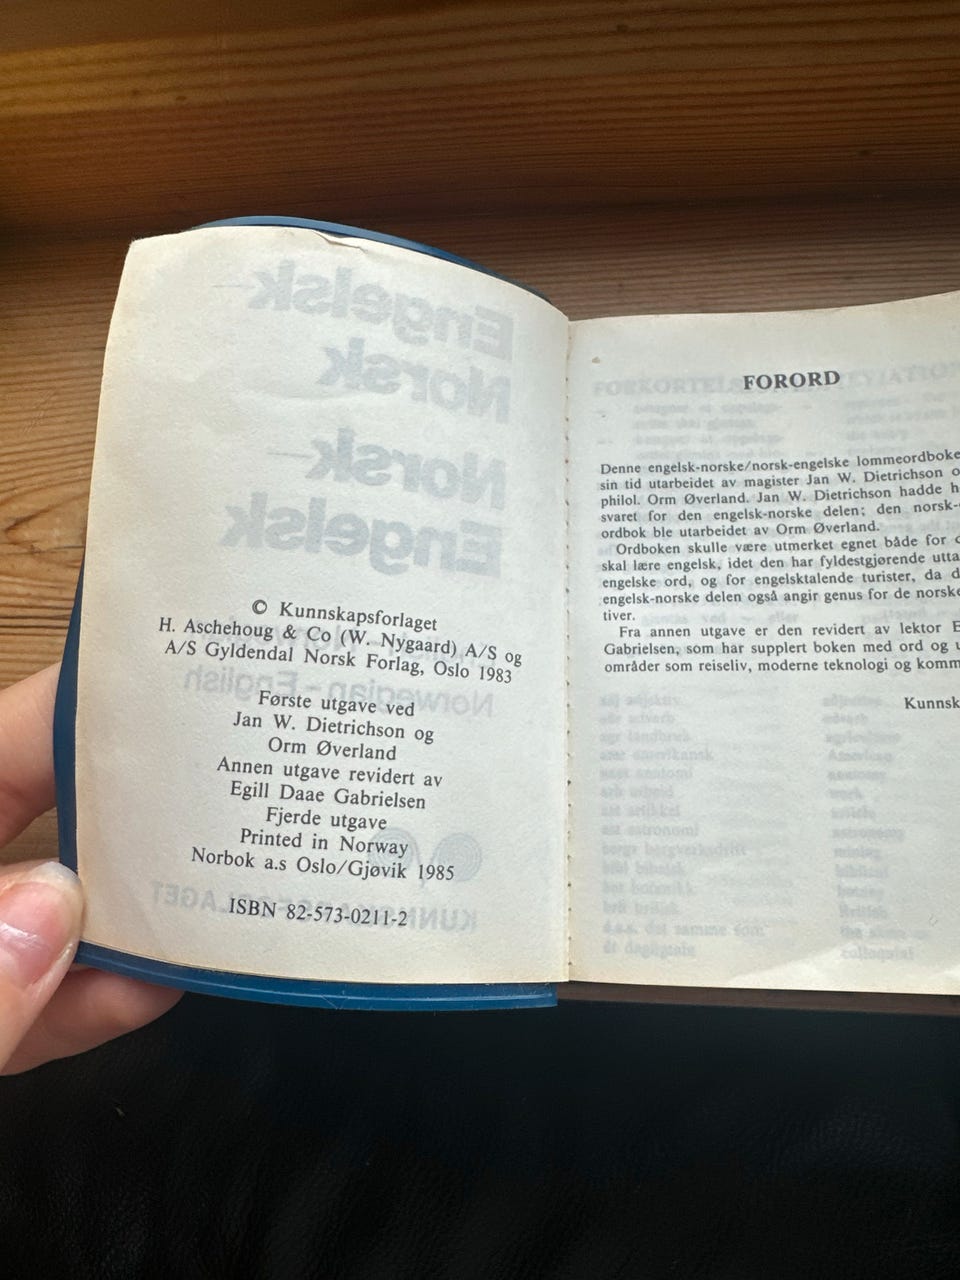 © Kunnskapsforlaget
H. Aschehoug & Co (W. Nygaard) A/S og
A/S Gyldendal Norsk Forlag, Oslo 1983
Første utgave ved
Jan W. Dietrichson og
Orm Øverland
Annen utgave revidert av
Egill Daae Gabrielsen
Fjerde utgave
Printed in Norway
Norbok a.s Oslo/Gjøvik 1985
ISBN 82-573-0211-2
FORORD
Denne engelsk-norske/norsk-engelske lommeordboke
sin tid utarbeidet av magister Jan W. Dietrichson o
philol. Orm Øverland. Jan W. Dietrichson hadde h
svaret for den engelsk-norske delen; den norsk-
ordbok ble utarbeidet av Orm Øverland.
Ordboken skulle være utmerket egnet både for d
skal lære engelsk, idet den har fyldestgjørende utta
engelske ord, og for engelsktalende turister, da d
engelsk-norske delen også angir genus for de norske
tiver.
Fra annen utgave er den revidert av lektor E
Gabrielsen, som har supplert boken med ord og u
områder som reiseliv, moderne teknologi og komm
Kunnsk